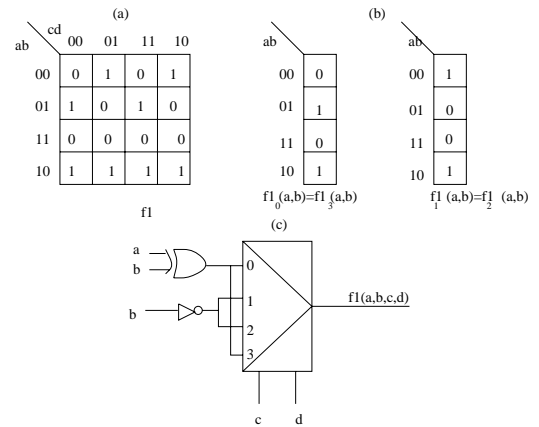 (a)
(b)
cd
ab
00 01 11 10
00 0 1 0 1
01 1 0 1 0
11 0 0 0 0
10 1 1 1 1
f1
ab
00 0
01 1
11 0
10 1
f1_0(a,b)=f1_3(a,b)
ab
00 1
01 0
11 0
10 1
f1_1(a,b)=f1_2(a,b)
(c)
a
b
b
0
1
2
3
f1(a,b,c,d)
c d